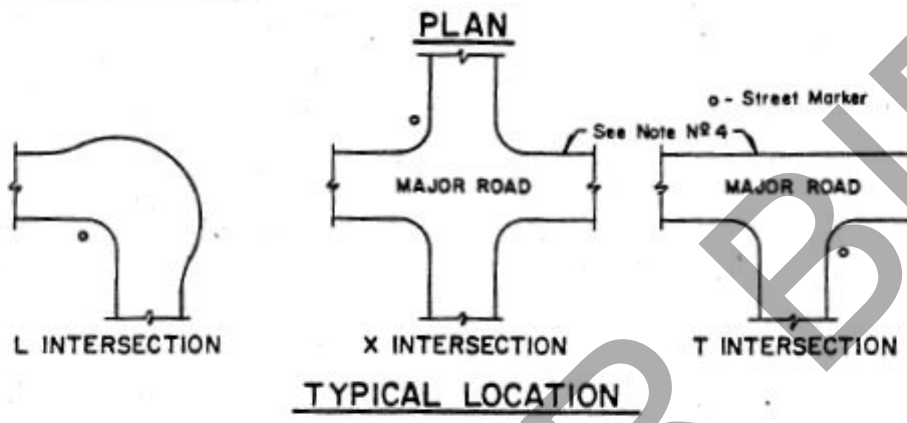 PLAN
o - Street Marker
See Note Nº 4
MAJOR ROAD
MAJOR ROAD
L INTERSECTION
X INTERSECTION
T INTERSECTION
TYPICAL LOCATION